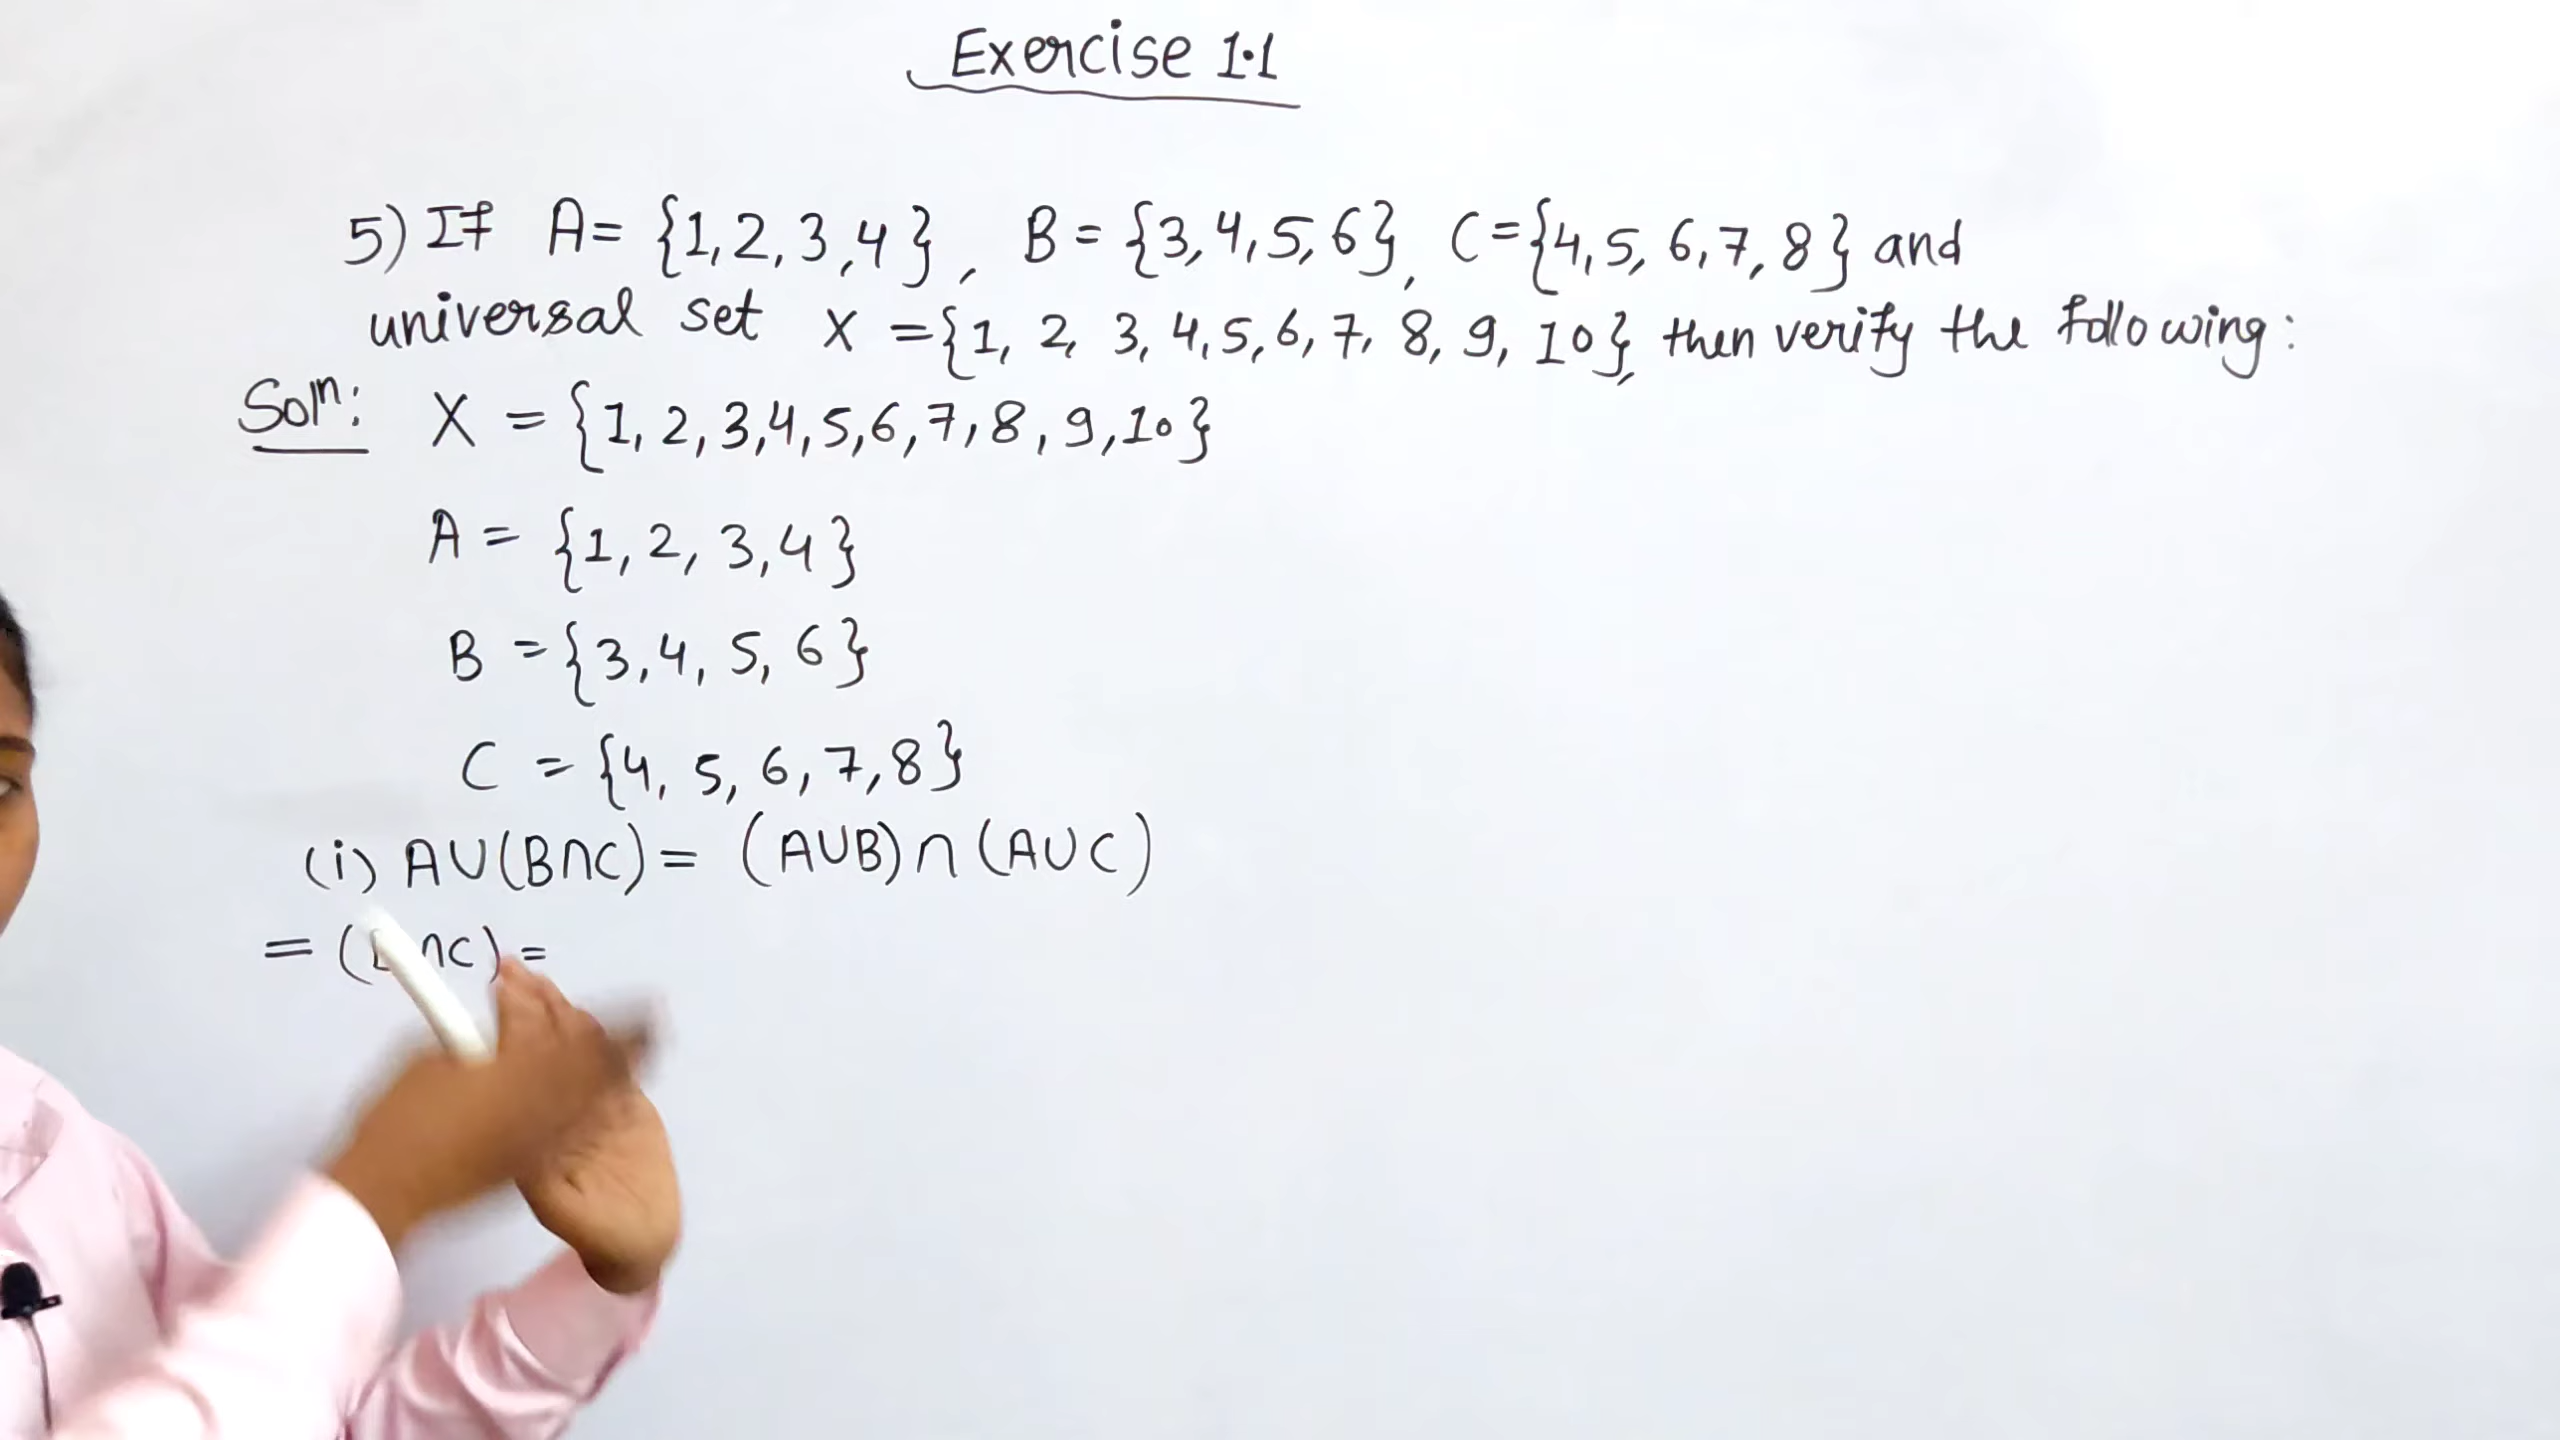 Exercise 1.1
5) If A = {1, 2, 3, 4}, B = {3, 4, 5, 6}, C = {4, 5, 6, 7, 8} and
universal set X = {1, 2, 3, 4, 5, 6, 7, 8, 9, 10}, then verify the following:
Solⁿ: X = {1, 2, 3, 4, 5, 6, 7, 8, 9, 10}
A = {1, 2, 3, 4}
B = {3, 4, 5, 6}
C = {4, 5, 6, 7, 8}
(i) A∪(B∩C) = (A∪B)∩(A∪C)
= ( ∩C) =